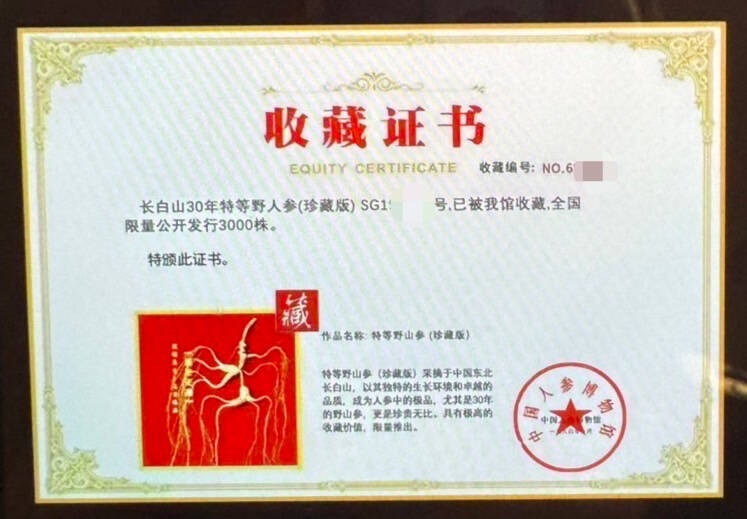 收藏证书
EQUITY CERTIFICATE
收藏编号: NO.6
长白山30年特等野人参(珍藏版) SG1 号,已被我馆收藏,全国
限量公开发行3000株。
特颁此证书。
藏
作品名称: 特等野山参 (珍藏版)
特等野山参（珍藏版）采摘于中国东北
长白山，以其独特的生长环境和卓越的
品质，成为人参中的极品，尤其是30年
的野山参，更是珍贵无比。具有极高的
收藏价值，限量推出。
中国人参博物馆
中国人参博物馆